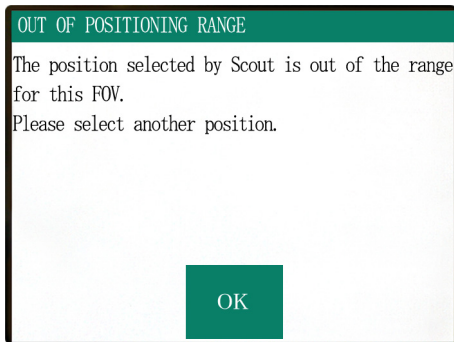 OUT OF POSITIONING RANGE
The position selected by Scout is out of the range
for this FOV.
Please select another position.
OK